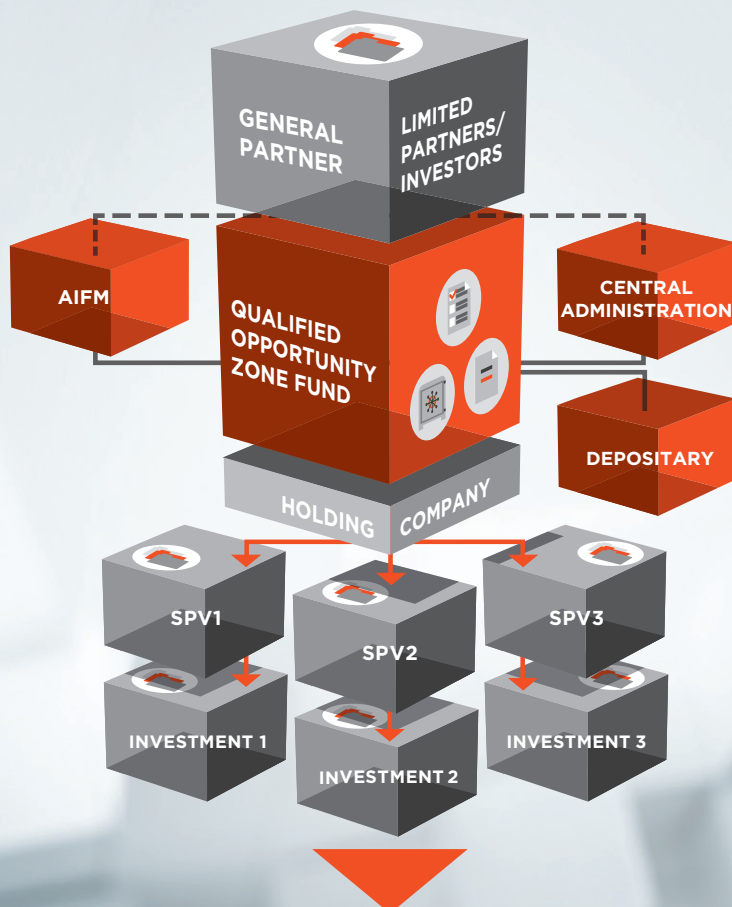 GENERAL
PARTNER
LIMITED
PARTNERS/
INVESTORS
AIFM
QUALIFIED
OPPORTUNITY
ZONE FUND
CENTRAL
ADMINISTRATION
DEPOSITARY
HOLDING COMPANY
SPV1
SPV2
SPV3
INVESTMENT 1
INVESTMENT 2
INVESTMENT 3